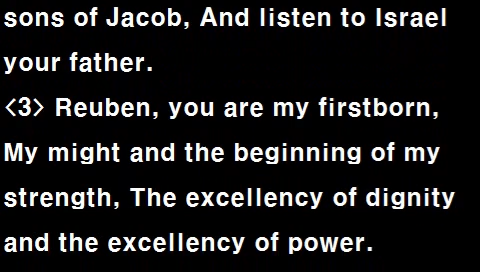 sons of Jacob, And listen to Israel
your father.
<3> Reuben, you are my firstborn,
My might and the beginning of my
strength, The excellency of dignity
and the excellency of power.